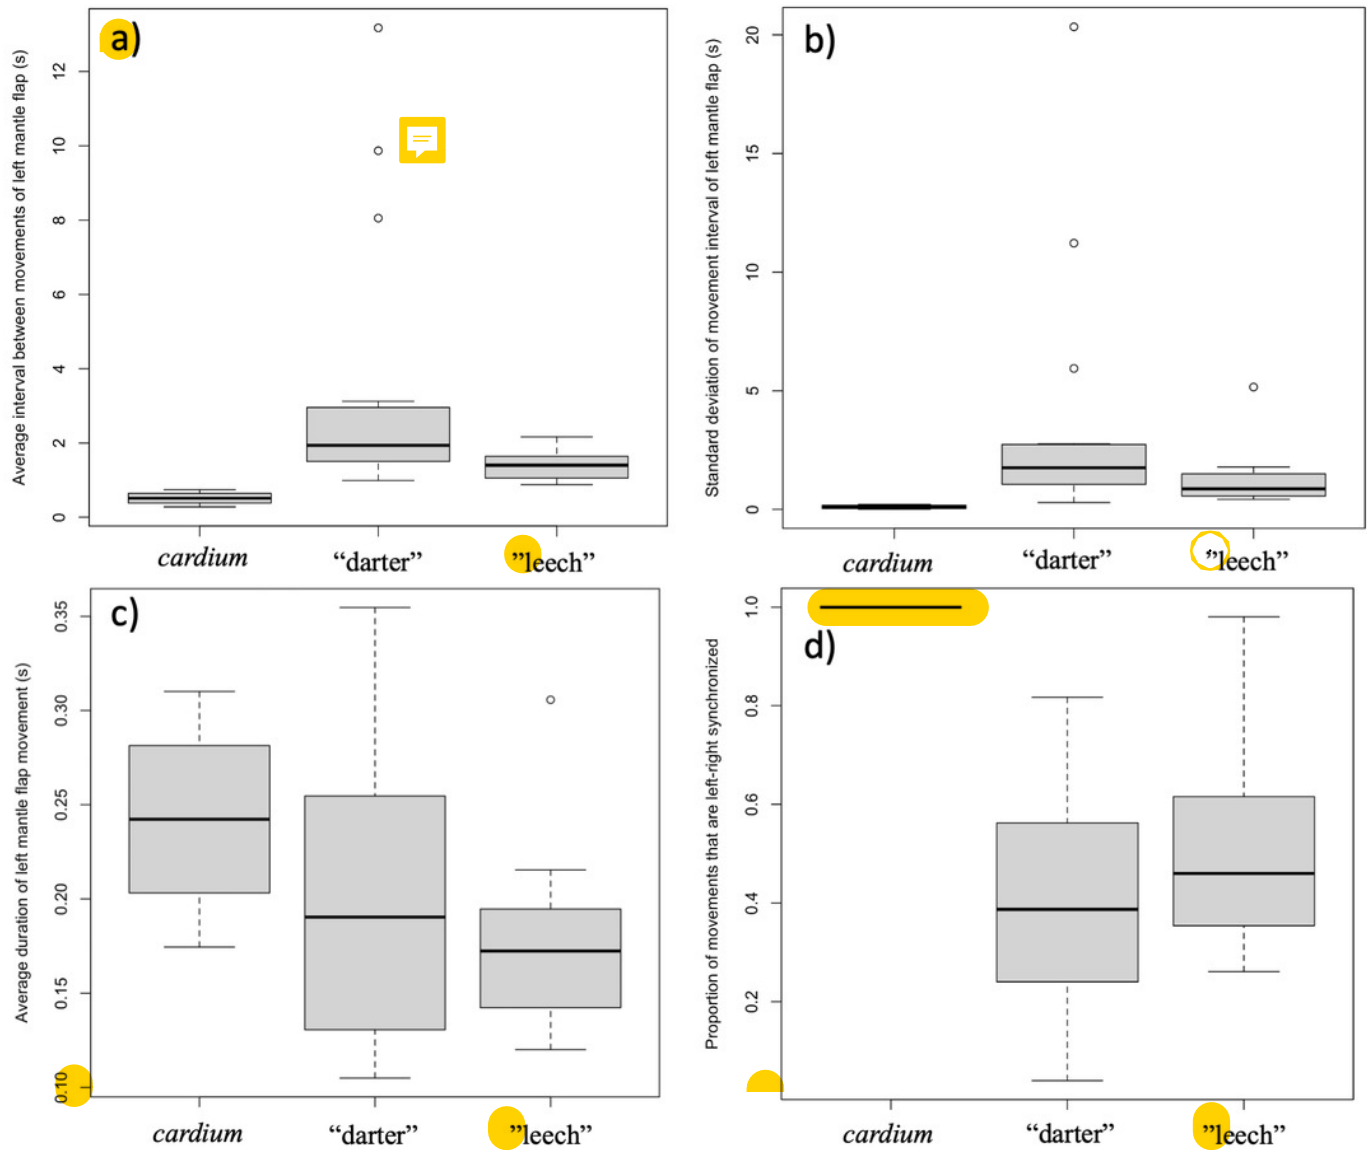 a)
Average interval between movements of left mantle flap (s)
12
10
8
6
4
2
0
cardium “darter” ”leech”
b)
Standard deviation of movement interval of left mantle flap (s)
20
15
10
5
0
cardium “darter” ”leech”
c)
Average duration of left mantle flap movement (s)
0.35
0.30
0.25
0.20
0.15
0.10
cardium “darter” ”leech”
d)
Proportion of movements that are left-right synchronized
1.0
0.8
0.6
0.4
0.2
cardium “darter” ”leech”